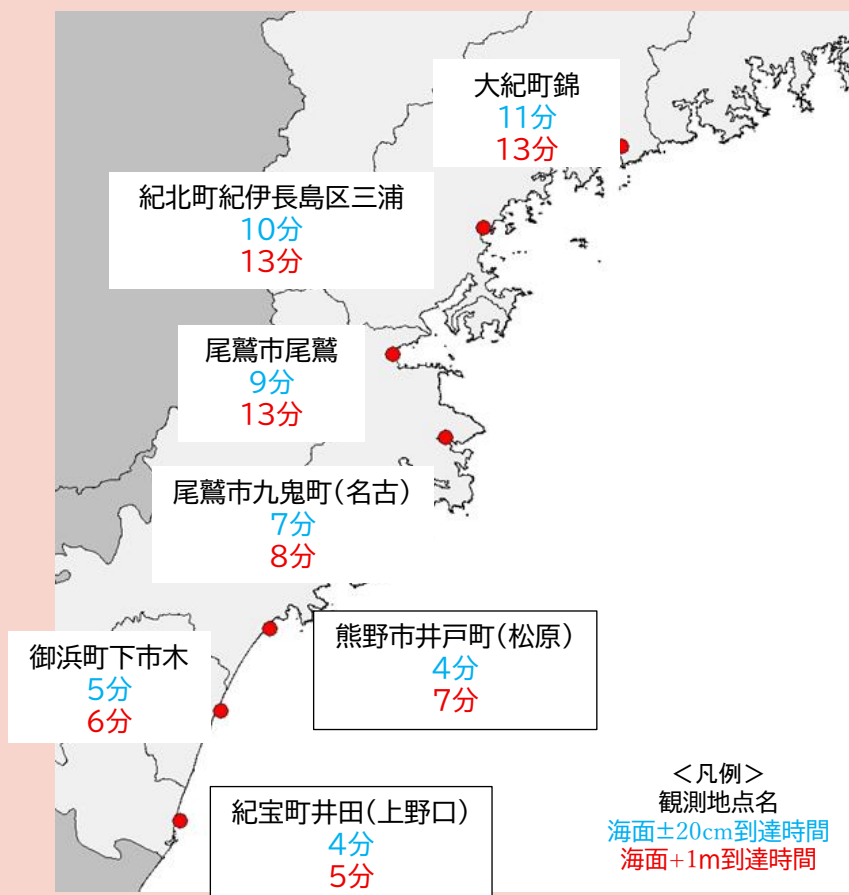 大紀町錦
11分
13分
紀北町紀伊長島区三浦
10分
13分
尾鷲市尾鷲
9分
13分
尾鷲市九鬼町(名古)
7分
8分
熊野市井戸町(松原)
4分
7分
御浜町下市木
5分
6分
紀宝町井田(上野口)
4分
5分
<凡例>
観測地点名
海面±20cm到達時間
海面+1m到達時間